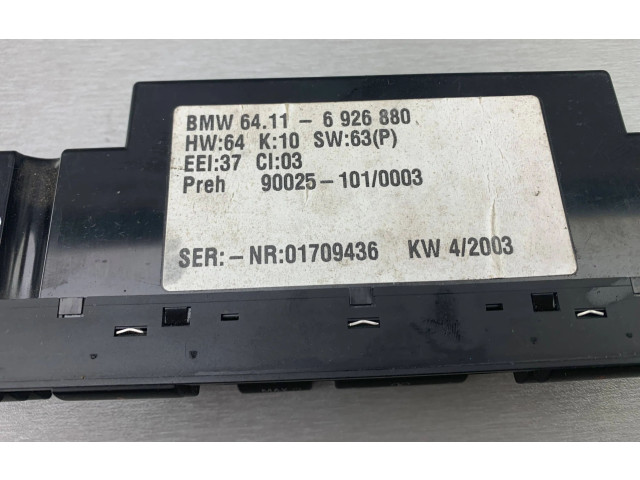 BMW 64.11 - 6 926 880
HW:64 K:10 SW:63(P)
EEI:37 CI:03
Preh 90025-101/0003
SER:-NR:01709436 KW 4/2003